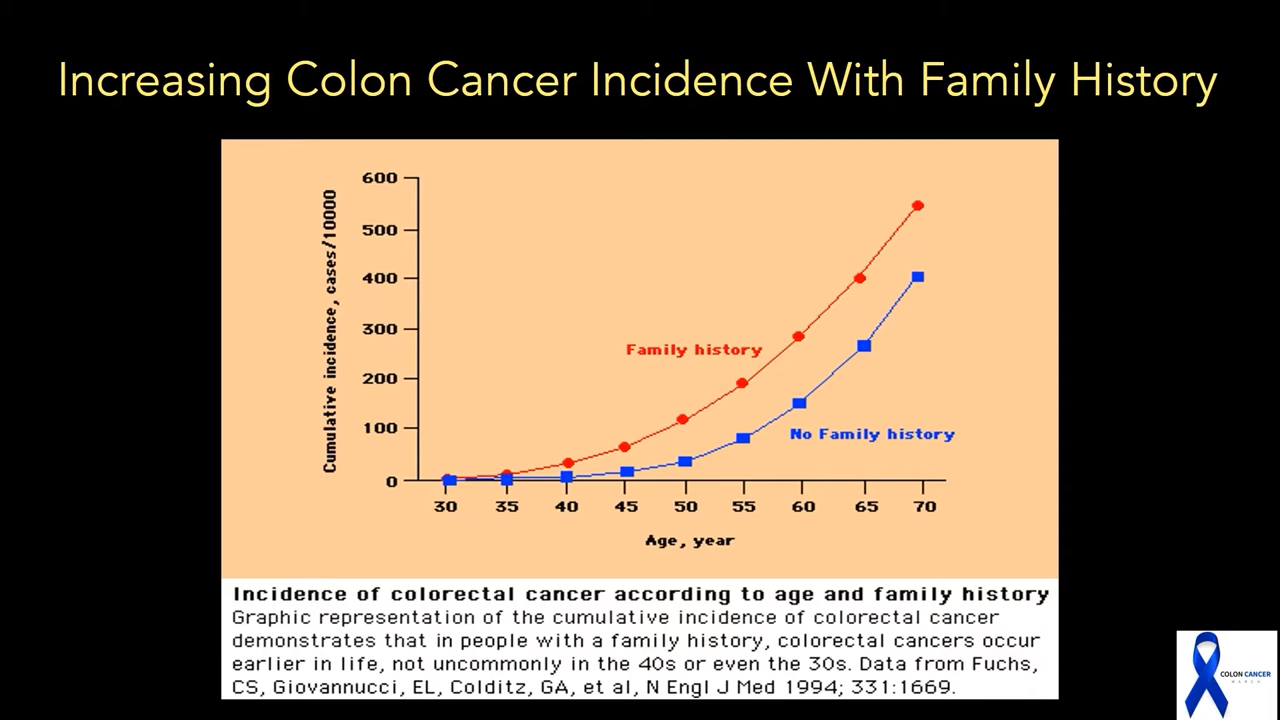 Increasing Colon Cancer Incidence With Family History
Cumulative incidence, cases/10000
600
500
400
300
200
100
0
Family history
No Family history
30 35 40 45 50 55 60 65 70
Age, year
Incidence of colorectal cancer according to age and family history
Graphic representation of the cumulative incidence of colorectal cancer
demonstrates that in people with a family history, colorectal cancers occur
earlier in life, not uncommonly in the 40s or even the 30s. Data from Fuchs,
CS, Giovannucci, EL, Colditz, GA, et al, N Engl J Med 1994; 331:1669.
COLON CANCER